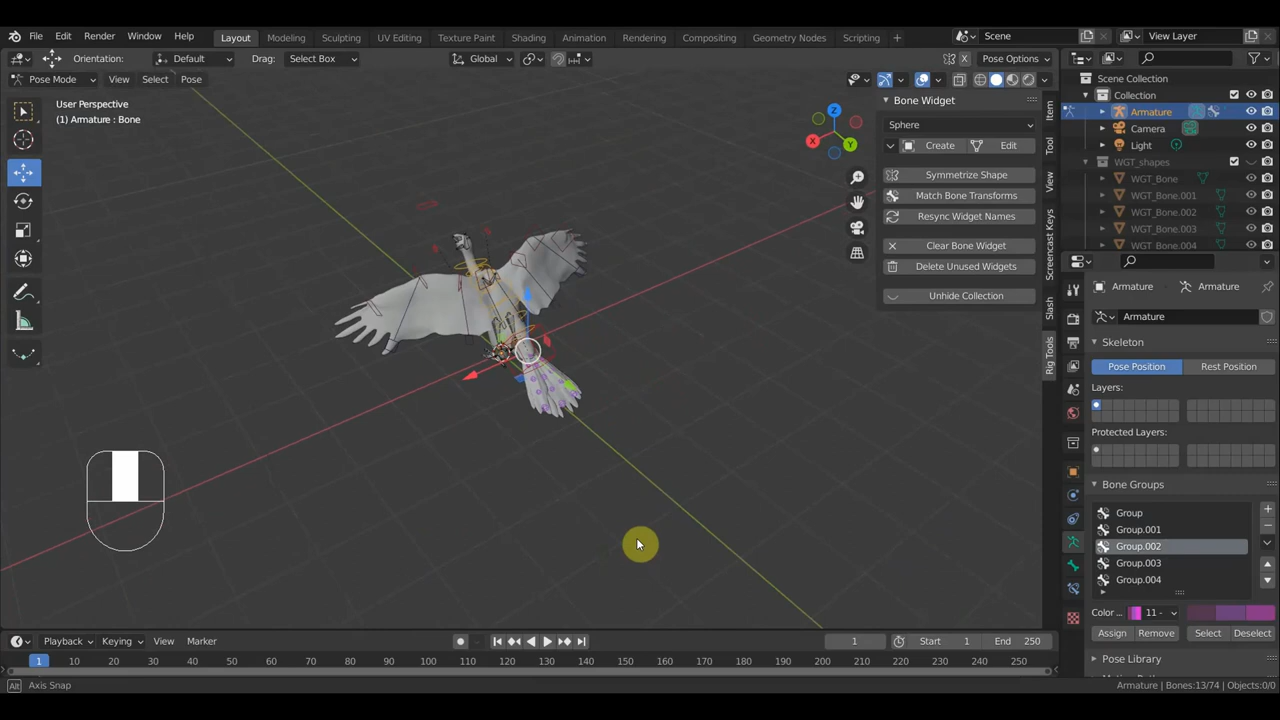 File Edit Render Window Help Layout Modeling Sculpting UV Editing Texture Paint Shading Animation Rendering Compositing Geometry Nodes Scripting + Scene View Layer
Orientation: Default Drag: Select Box Global X Pose Options
Pose Mode View Select Pose
User Perspective
(1) Armature : Bone
Z
X
Y
Bone Widget
Sphere
Create Edit
Symmetrize Shape
Match Bone Transforms
Resync Widget Names
Clear Bone Widget
Delete Unused Widgets
Unhide Collection
Item
Tool
View
Screencast Keys
Slash
Rig Tools
Scene Collection
Collection
Armature
Camera
Light
WGT_shapes
WGT_Bone
WGT_Bone.001
WGT_Bone.002
WGT_Bone.003
WGT_Bone.004
Armature Armature
Armature
Skeleton
Pose Position Rest Position
Layers:
Protected Layers:
Bone Groups
Group
Group.001
Group.002
Group.003
Group.004
Color ... 11 -
Assign Remove Select Deselect
Pose Library
Playback Keying View Marker 1 Start 1 End 250
1 10 20 30 40 50 60 70 80 90 100 110 120 130 140 150 160 170 180 190 200 210 220 230 240 250
Alt Axis Snap Armature | Bones:13/74 | Objects:0/0